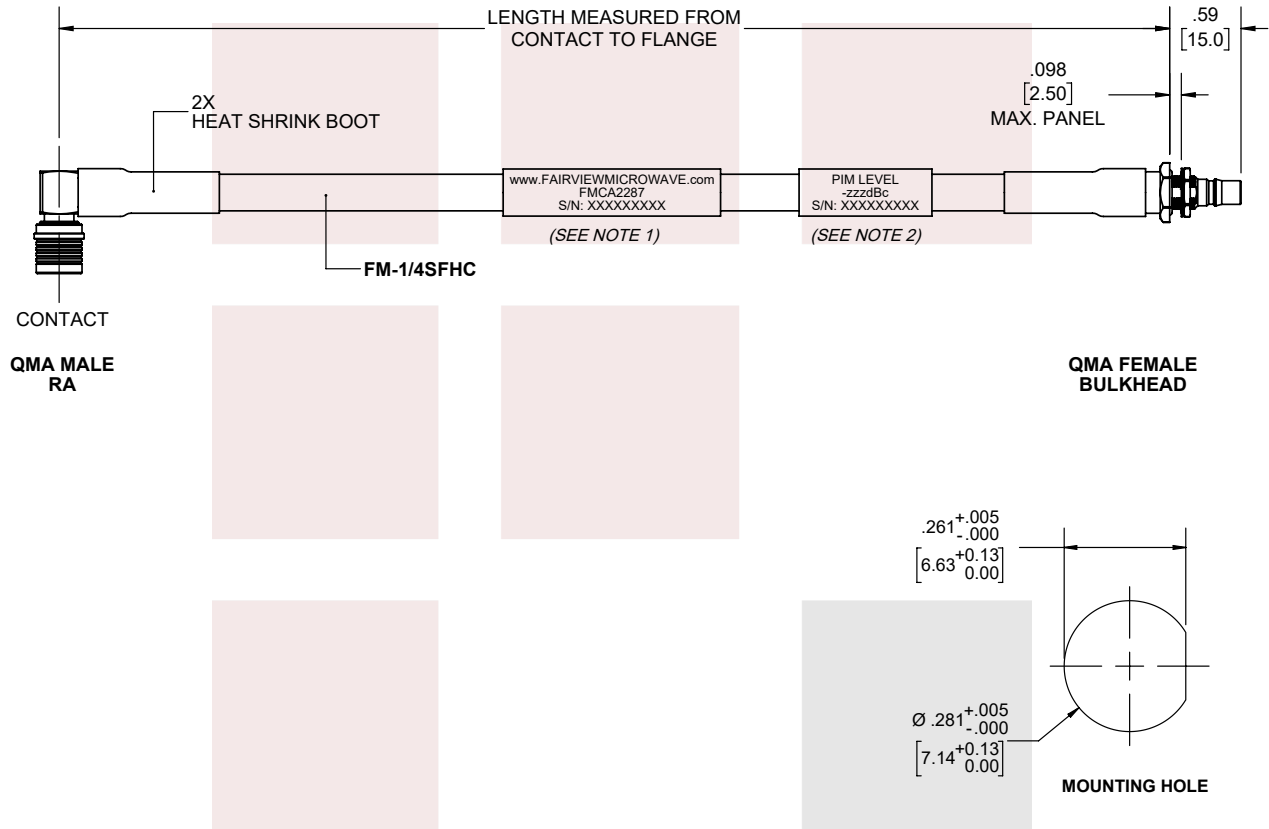 LENGTH MEASURED FROM
CONTACT TO FLANGE
.59
[15.0]
.098
[2.50]
MAX. PANEL
2X
HEAT SHRINK BOOT
www.FAIRVIEWMICROWAVE.com
FMCA2287
S/N: XXXXXXXXX
PIM LEVEL
-zzzdBc
S/N: XXXXXXXXX
(SEE NOTE 1)
(SEE NOTE 2)
FM-1/4SFHC
CONTACT
QMA MALE
RA
QMA FEMALE
BULKHEAD
.261 +.005
-.000
[6.63 +0.13
0.00]
Ø .281 +.005
-.000
[7.14 +0.13
0.00]
MOUNTING HOLE